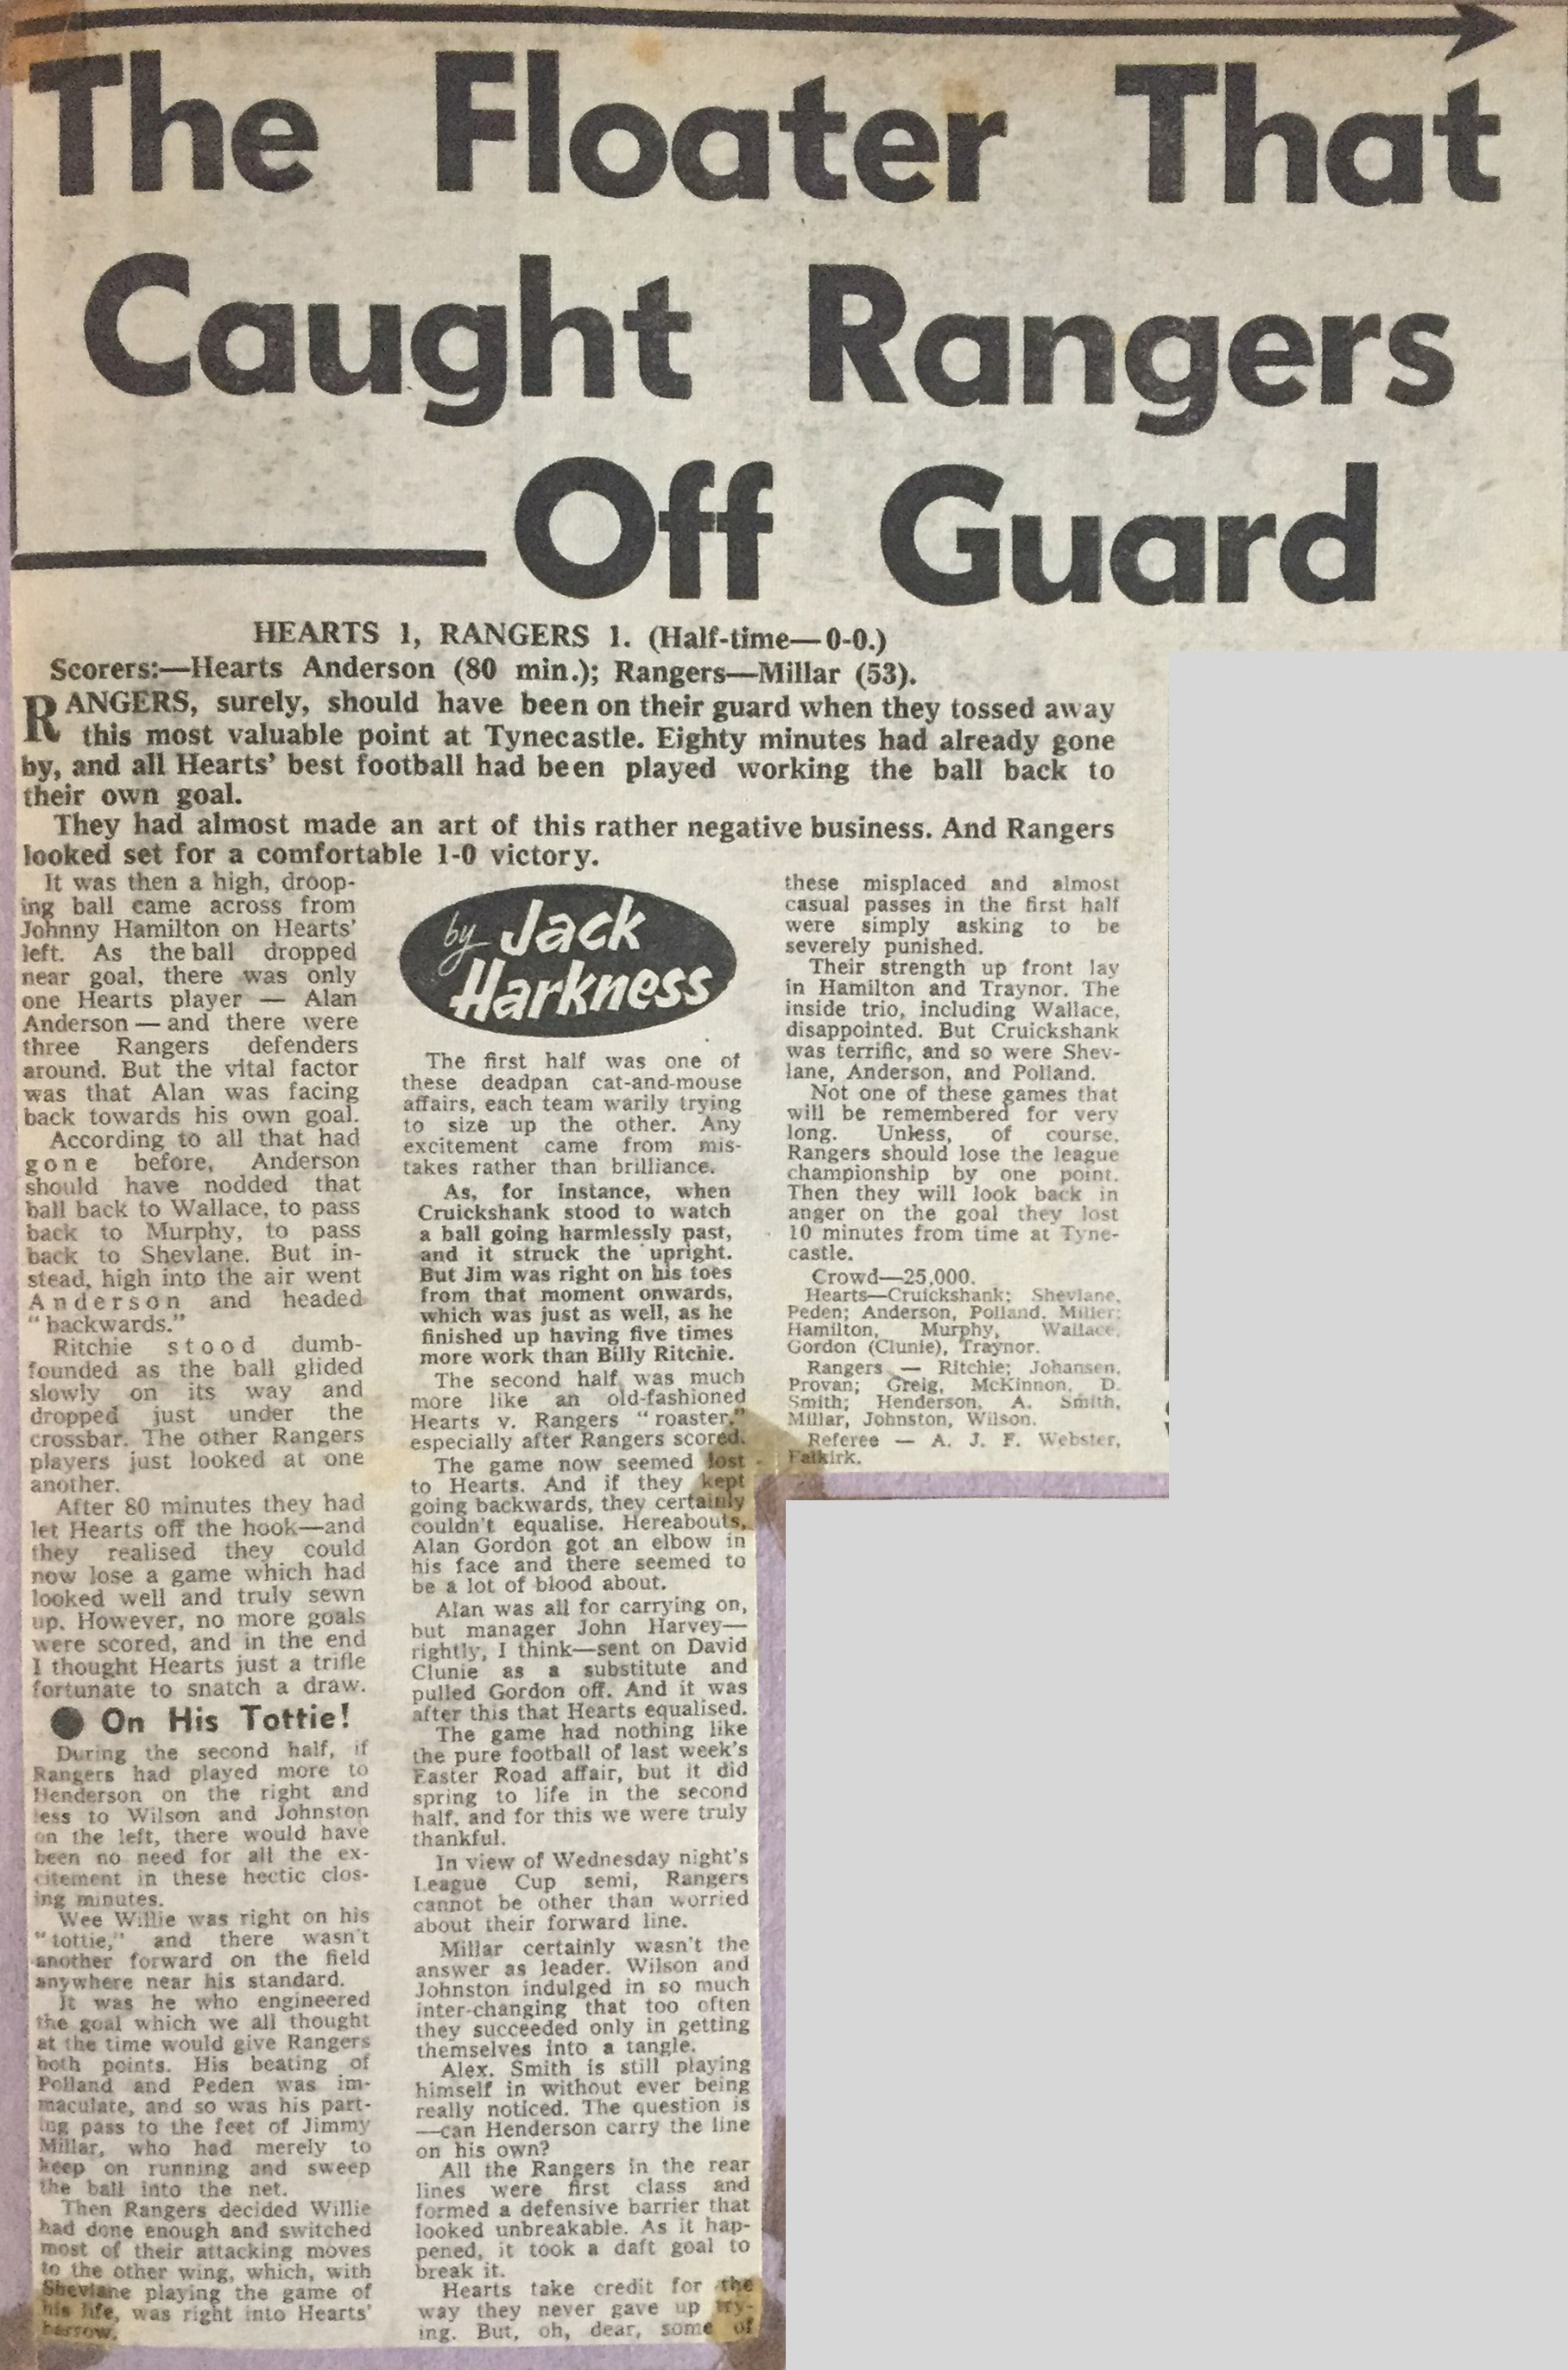 The Floater That
Caught Rangers
Off Guard
HEARTS 1, RANGERS 1. (Half-time—0-0.)
Scorers:—Hearts Anderson (80 min.); Rangers—Millar (53).
RANGERS, surely, should have been on their guard when they tossed away
this most valuable point at Tynecastle. Eighty minutes had already gone
by, and all Hearts' best football had been played working the ball back to
their own goal.
They had almost made an art of this rather negative business. And Rangers
looked set for a comfortable 1-0 victory.
It was then a high, droop-
ing ball came across from
Johnny Hamilton on Hearts'
left. As the ball dropped
near goal, there was only
one Hearts player — Alan
Anderson — and there were
three Rangers defenders
around. But the vital factor
was that Alan was facing
back towards his own goal.
According to all that had
gone before, Anderson
should have nodded that
ball back to Wallace, to pass
back to Murphy, to pass
back to Shevlane. But in-
stead, high into the air went
Anderson and headed
"backwards."
Ritchie stood dumb-
founded as the ball glided
slowly on its way and
dropped just under the
crossbar. The other Rangers
players just looked at one
another.
After 80 minutes they had
let Hearts off the hook—and
they realised they could
now lose a game which had
looked well and truly sewn
up. However, no more goals
were scored, and in the end
I thought Hearts just a trifle
fortunate to snatch a draw.
● On His Tottie!
During the second half, if
Rangers had played more to
Henderson on the right and
less to Wilson and Johnston
on the left, there would have
been no need for all the ex-
citement in these hectic clos-
ing minutes.
Wee Willie was right on his
"tottie," and there wasn't
another forward on the field
anywhere near his standard.
It was he who engineered
the goal which we all thought
at the time would give Rangers
both points. His beating of
Polland and Peden was im-
maculate, and so was his part-
ing pass to the feet of Jimmy
Millar, who had merely to
keep on running and sweep
the ball into the net.
Then Rangers decided Willie
had done enough and switched
most of their attacking moves
to the other wing, which, with
Shevlane playing the game of
his life, was right into Hearts'
barrow.
by Jack
Harkness
The first half was one of
these deadpan cat-and-mouse
affairs, each team warily trying
to size up the other. Any
excitement came from mis-
takes rather than brilliance.
As, for instance, when
Cruickshank stood to watch
a ball going harmlessly past,
and it struck the upright.
But Jim was right on his toes
from that moment onwards,
which was just as well, as he
finished up having five times
more work than Billy Ritchie.
The second half was much
more like an old-fashioned
Hearts v. Rangers "roaster,"
especially after Rangers scored.
The game now seemed lost
to Hearts. And if they kept
going backwards, they certainly
couldn't equalise. Hereabouts,
Alan Gordon got an elbow in
his face and there seemed to
be a lot of blood about.
Alan was all for carrying on,
but manager John Harvey—
rightly, I think—sent on David
Clunie as a substitute and
pulled Gordon off. And it was
after this that Hearts equalised.
The game had nothing like
the pure football of last week's
Easter Road affair, but it did
spring to life in the second
half, and for this we were truly
thankful.
In view of Wednesday night's
League Cup semi, Rangers
cannot be other than worried
about their forward line.
Millar certainly wasn't the
answer as leader. Wilson and
Johnston indulged in so much
inter-changing that too often
they succeeded only in getting
themselves into a tangle.
Alex. Smith is still playing
himself in without ever being
really noticed. The question is
—can Henderson carry the line
on his own?
All the Rangers in the rear
lines were first class and
formed a defensive barrier that
looked unbreakable. As it hap-
pened, it took a daft goal to
break it.
Hearts take credit for the
way they never gave up try-
ing. But, oh, dear, some of
these misplaced and almost
casual passes in the first half
were simply asking to be
severely punished.
Their strength up front lay
in Hamilton and Traynor. The
inside trio, including Wallace,
disappointed. But Cruickshank
was terrific, and so were Shev-
lane, Anderson, and Polland.
Not one of these games that
will be remembered for very
long. Unless, of course,
Rangers should lose the league
championship by one point.
Then they will look back in
anger on the goal they lost
10 minutes from time at Tyne-
castle.
Crowd—25,000.
Hearts—Cruickshank; Shevlane,
Peden; Anderson, Polland, Miller;
Hamilton, Murphy, Wallace,
Gordon (Clunie), Traynor.
Rangers — Ritchie; Johansen,
Provan; Greig, McKinnon, D.
Smith; Henderson, A. Smith,
Millar, Johnston, Wilson.
Referee — A. J. F. Webster,
Falkirk.